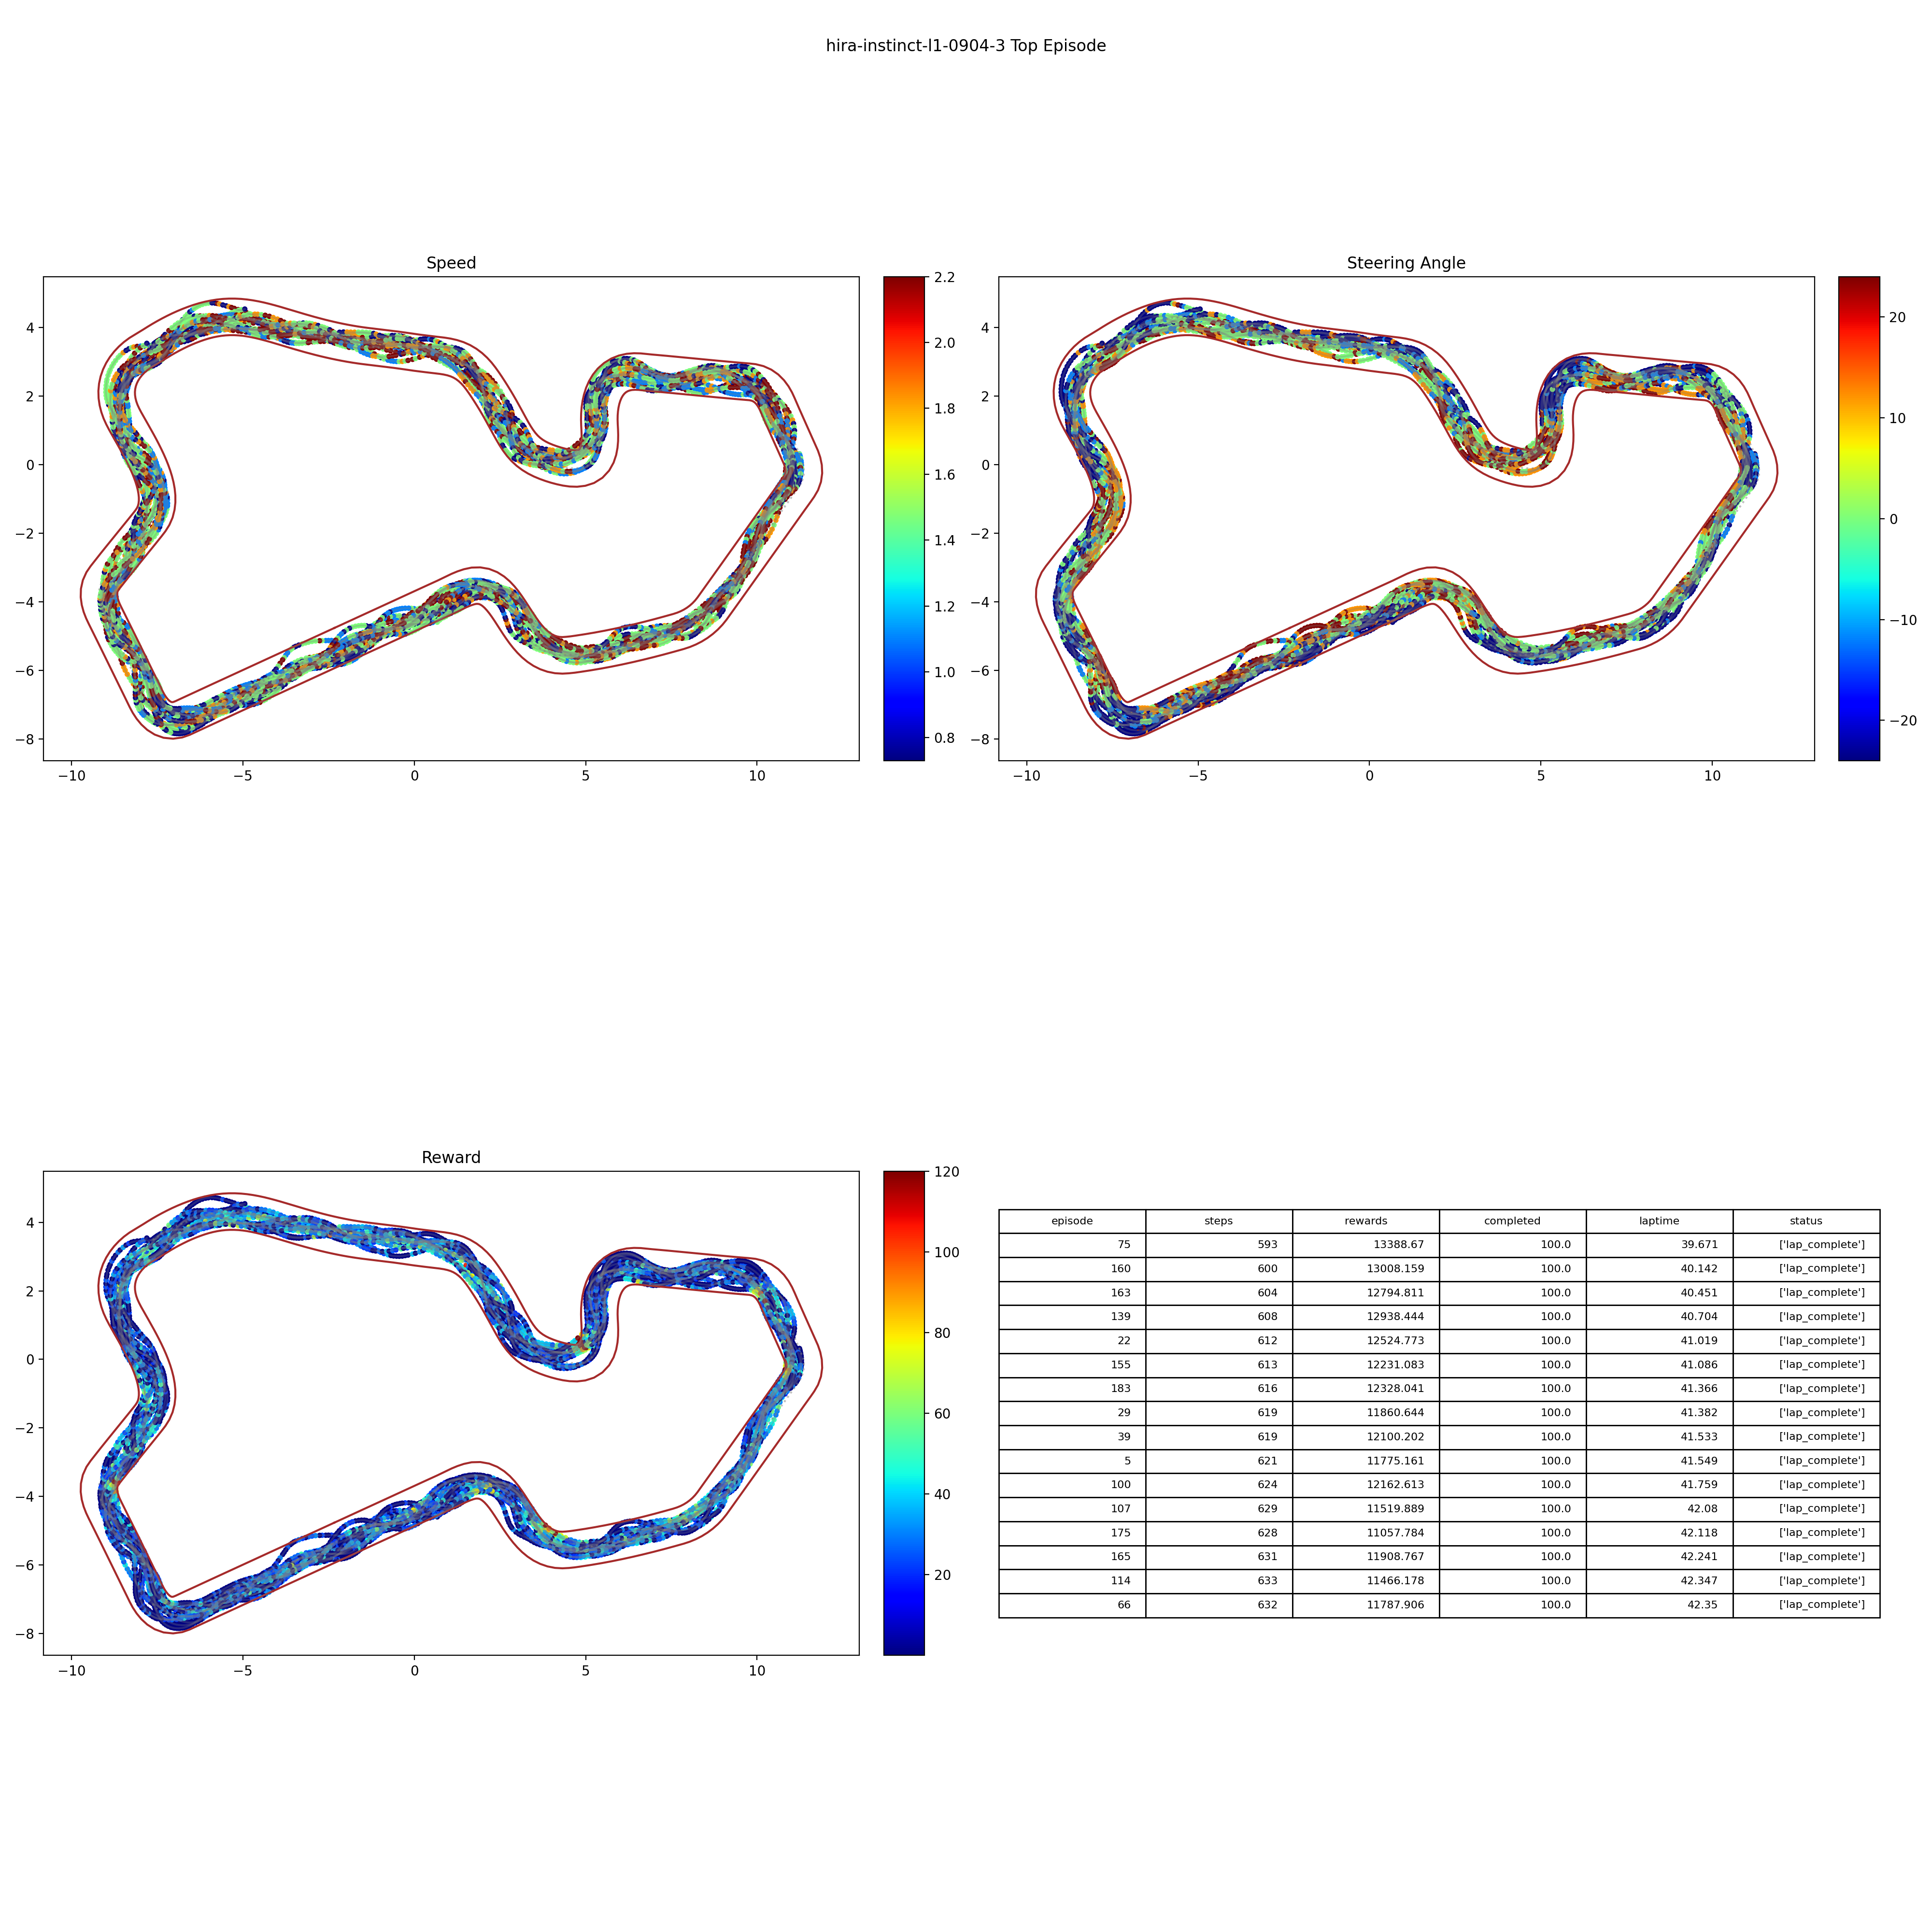 hira-instinct-l1-0904-3 Top Episode
Speed
4
2
0
−2
−4
−6
−8
−10 −5 0 5 10
2.2
2.0
1.8
1.6
1.4
1.2
1.0
0.8
Steering Angle
4
2
0
−2
−4
−6
−8
−10 −5 0 5 10
20
10
0
−10
−20
Reward
4
2
0
−2
−4
−6
−8
−10 −5 0 5 10
120
100
80
60
40
20
episode steps rewards completed laptime status
75 593 13388.67 100.0 39.671 ['lap_complete']
160 600 13008.159 100.0 40.142 ['lap_complete']
163 604 12794.811 100.0 40.451 ['lap_complete']
139 608 12938.444 100.0 40.704 ['lap_complete']
22 612 12524.773 100.0 41.019 ['lap_complete']
155 613 12231.083 100.0 41.086 ['lap_complete']
183 616 12328.041 100.0 41.366 ['lap_complete']
29 619 11860.644 100.0 41.382 ['lap_complete']
39 619 12100.202 100.0 41.533 ['lap_complete']
5 621 11775.161 100.0 41.549 ['lap_complete']
100 624 12162.613 100.0 41.759 ['lap_complete']
107 629 11519.889 100.0 42.08 ['lap_complete']
175 628 11057.784 100.0 42.118 ['lap_complete']
165 631 11908.767 100.0 42.241 ['lap_complete']
114 633 11466.178 100.0 42.347 ['lap_complete']
66 632 11787.906 100.0 42.35 ['lap_complete']